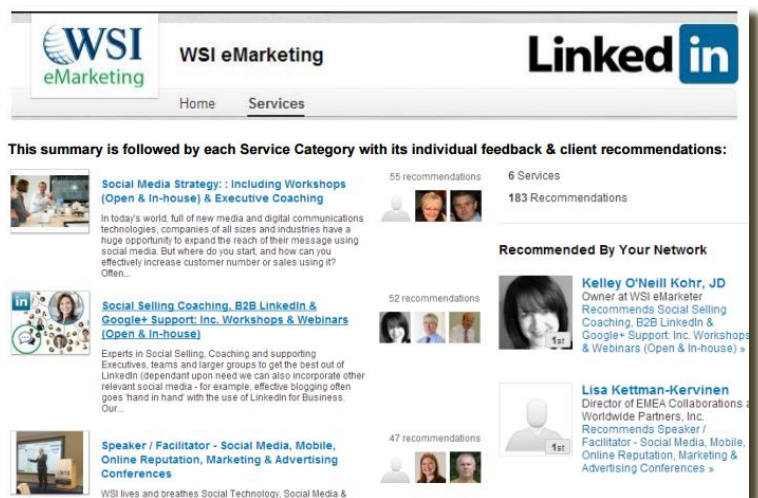 WSI
eMarketing
WSI eMarketing
Linked in
Home Services
This summary is followed by each Service Category with its individual feedback & client recommendations:
Social Media Strategy: : Including Workshops
(Open & In-house) & Executive Coaching
In today's world, full of new media and digital communications
technologies, companies of all sizes and industries have a
huge opportunity to expand the reach of their message using
social media. But where do you start, and how can you
effectively increase customer number or sales using it?
Often...
55 recommendations
in
Social Selling Coaching, B2B LinkedIn &
Google+ Support: Inc. Workshops & Webinars
(Open & In-house)
Experts in Social Selling, Coaching and supporting
Executives, teams and larger groups to get the best out of
LinkedIn (dependant upon need we can also incorporate other
relevant social media - for example, effective blogging often
goes 'hand in hand' with the use of LinkedIn for Business.
Our...
52 recommendations
Speaker / Facilitator - Social Media, Mobile,
Online Reputation, Marketing & Advertising
Conferences
WSI lives and breathes Social Technology, Social Media &
47 recommendations
6 Services
183 Recommendations
Recommended By Your Network
Kelley O'Neill Kohr, JD
Owner at WSI eMarketer
Recommends Social Selling
Coaching, B2B LinkedIn &
Google+ Support: Inc. Workshops
& Webinars (Open & In-house) »
1st
Lisa Kettman-Kervinen
Director of EMEA Collaborations a
Worldwide Partners, Inc.
Recommends Speaker /
Facilitator - Social Media, Mobile,
Online Reputation, Marketing &
Advertising Conferences »
1st